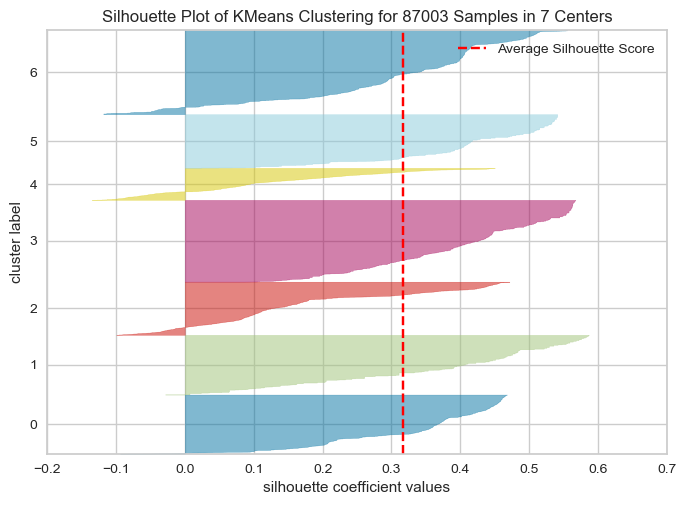 Silhouette Plot of KMeans Clustering for 87003 Samples in 7 Centers
Average Silhouette Score
cluster label
6
5
4
3
2
1
0
−0.2 −0.1 0.0 0.1 0.2 0.3 0.4 0.5 0.6 0.7
silhouette coefficient values